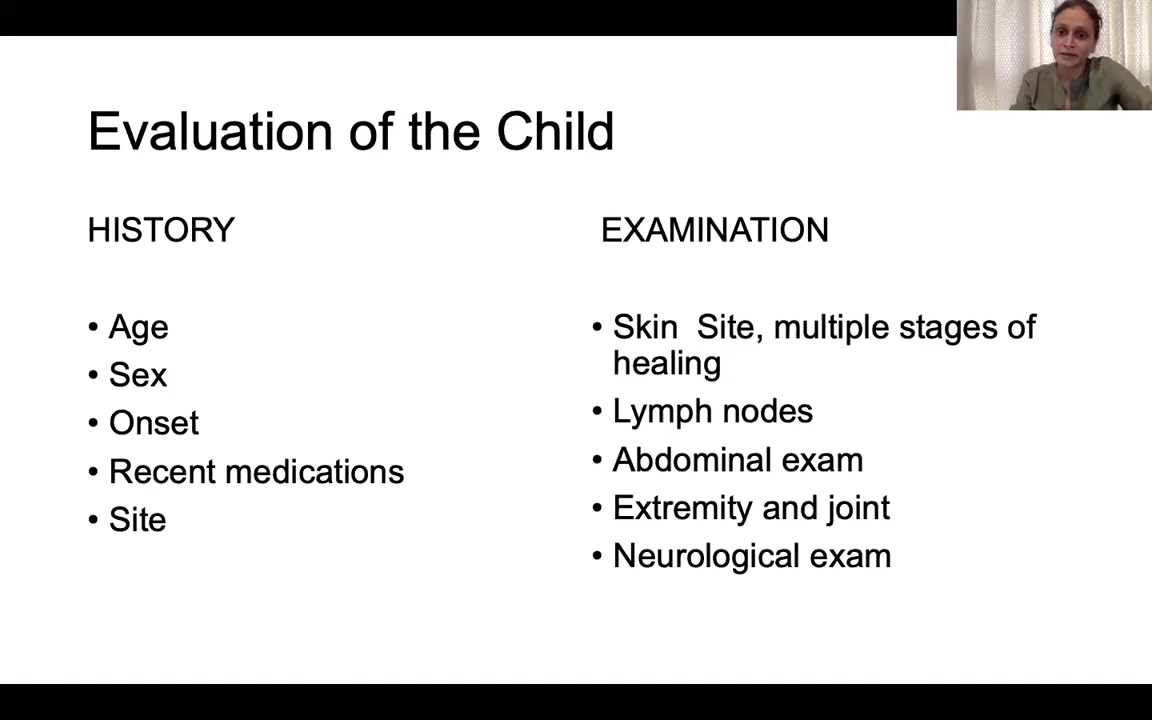 Evaluation of the Child
HISTORY
• Age
• Sex
• Onset
• Recent medications
• Site
EXAMINATION
• Skin  Site, multiple stages of
healing
• Lymph nodes
• Abdominal exam
• Extremity and joint
• Neurological exam